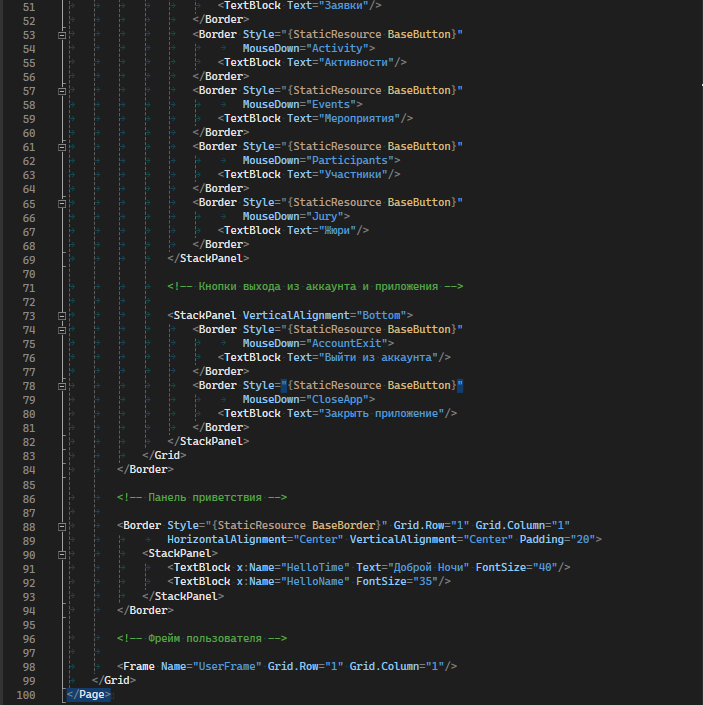 51 <TextBlock Text="Заявки"/>
52 </Border>
53 <Border Style="{StaticResource BaseButton}"
54 MouseDown="Activity">
55 <TextBlock Text="Активности"/>
56 </Border>
57 <Border Style="{StaticResource BaseButton}"
58 MouseDown="Events">
59 <TextBlock Text="Мероприятия"/>
60 </Border>
61 <Border Style="{StaticResource BaseButton}"
62 MouseDown="Participants">
63 <TextBlock Text="Участники"/>
64 </Border>
65 <Border Style="{StaticResource BaseButton}"
66 MouseDown="Jury">
67 <TextBlock Text="Жюри"/>
68 </Border>
69 </StackPanel>
70
71 <!-- Кнопки выхода из аккаунта и приложения -->
72
73 <StackPanel VerticalAlignment="Bottom">
74 <Border Style="{StaticResource BaseButton}"
75 MouseDown="AccountExit">
76 <TextBlock Text="Выйти из аккаунта"/>
77 </Border>
78 <Border Style="{StaticResource BaseButton}"
79 MouseDown="CloseApp">
80 <TextBlock Text="Закрыть приложение"/>
81 </Border>
82 </StackPanel>
83 </Grid>
84 </Border>
85
86 <!-- Панель приветствия -->
87
88 <Border Style="{StaticResource BaseBorder}" Grid.Row="1" Grid.Column="1"
89 HorizontalAlignment="Center" VerticalAlignment="Center" Padding="20">
90 <StackPanel>
91 <TextBlock x:Name="HelloTime" Text="Доброй Ночи" FontSize="40"/>
92 <TextBlock x:Name="HelloName" FontSize="35"/>
93 </StackPanel>
94 </Border>
95
96 <!-- Фрейм пользователя -->
97
98 <Frame Name="UserFrame" Grid.Row="1" Grid.Column="1"/>
99 </Grid>
100 </Page>